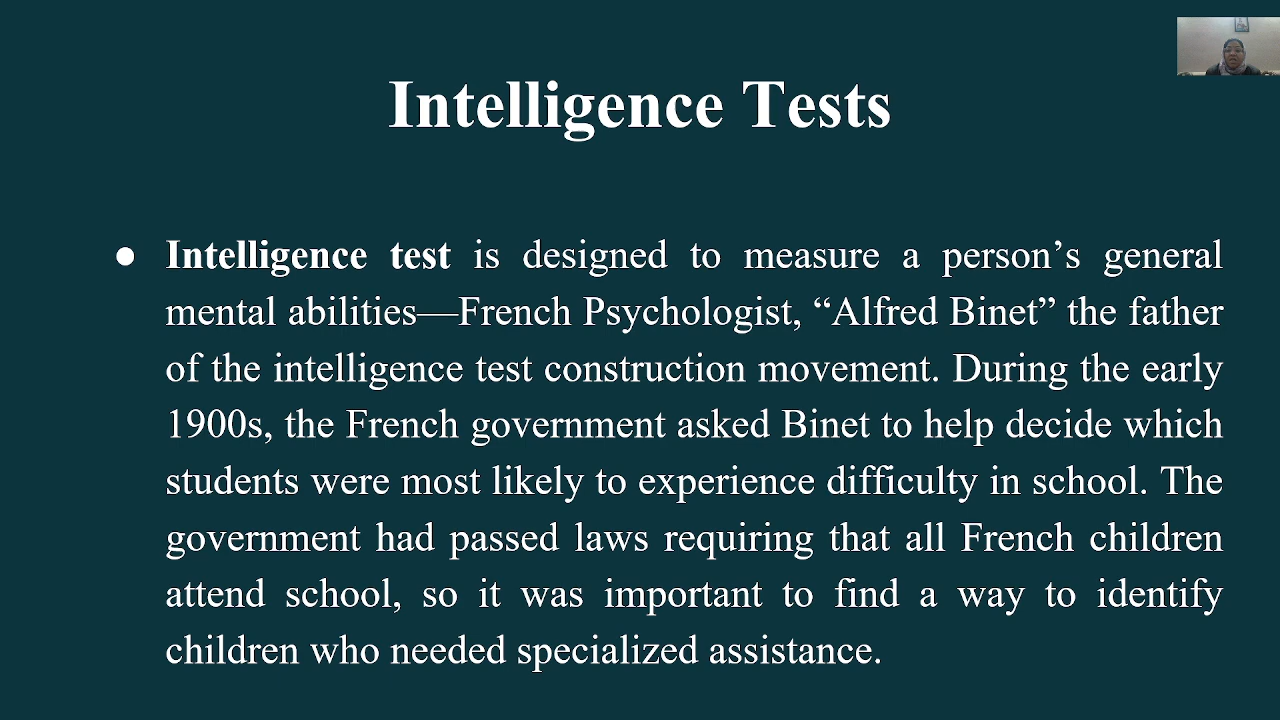 Intelligence Tests
● Intelligence test is designed to measure a person’s general
mental abilities—French Psychologist, “Alfred Binet” the father
of the intelligence test construction movement. During the early
1900s, the French government asked Binet to help decide which
students were most likely to experience difficulty in school. The
government had passed laws requiring that all French children
attend school, so it was important to find a way to identify
children who needed specialized assistance.